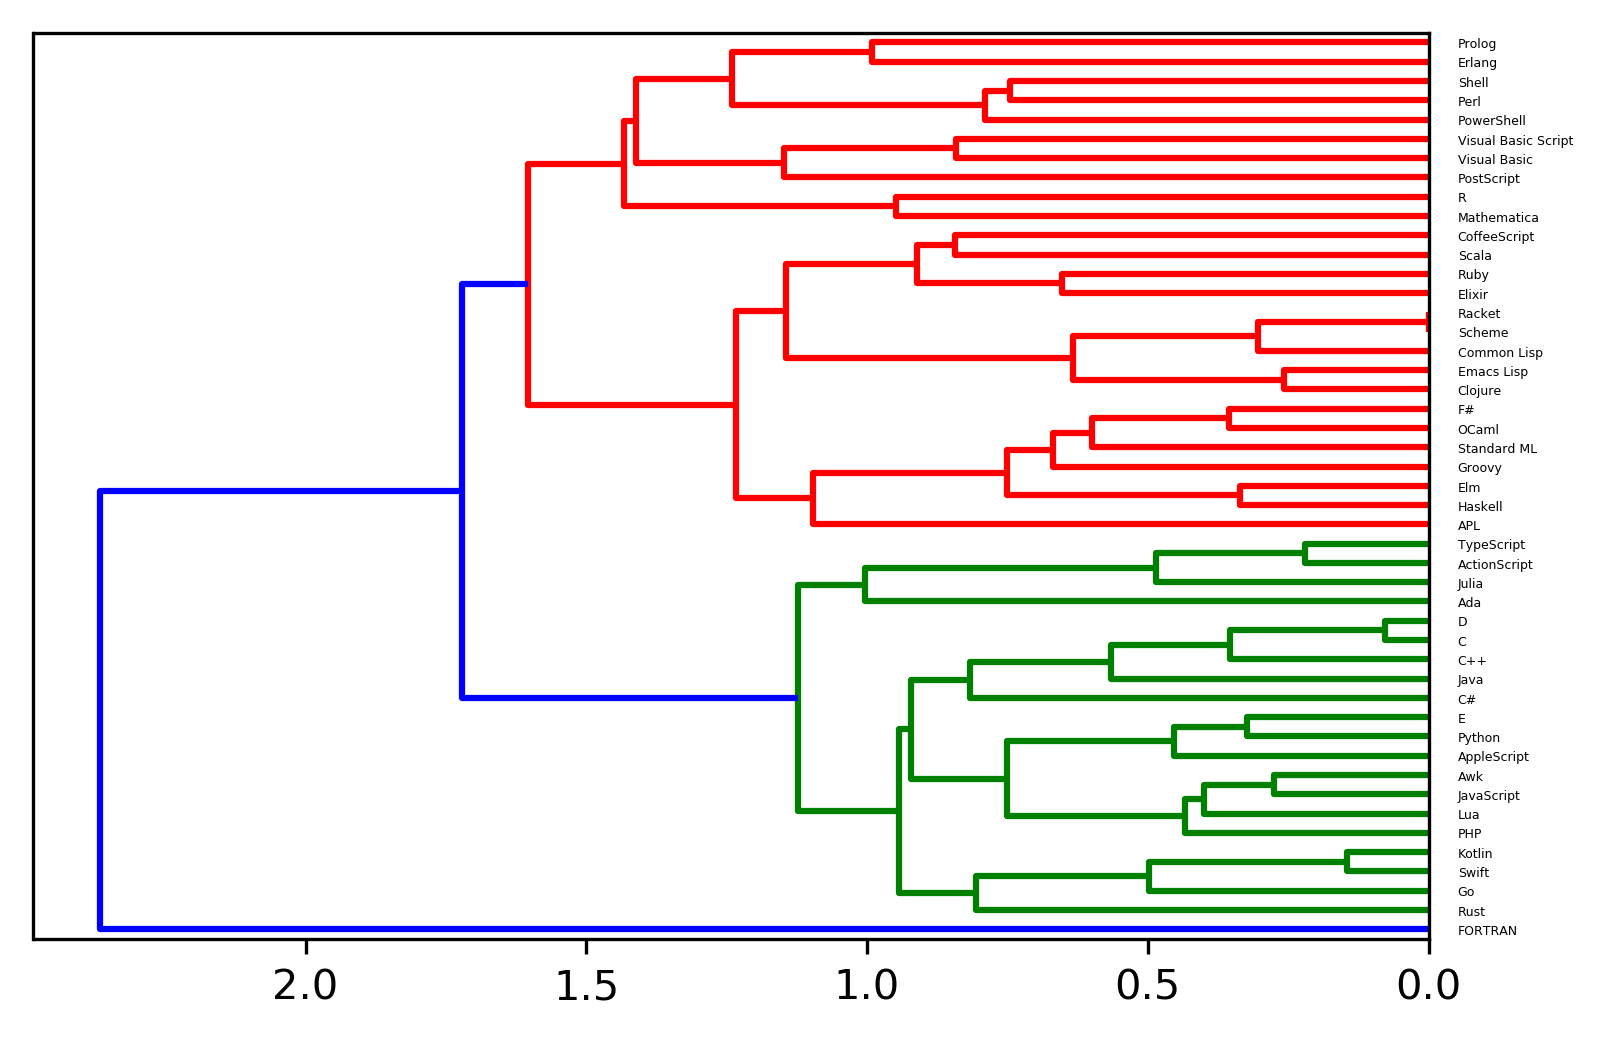 Prolog
Erlang
Shell
Perl
PowerShell
Visual Basic Script
Visual Basic
PostScript
R
Mathematica
CoffeeScript
Scala
Ruby
Elixir
Racket
Scheme
Common Lisp
Emacs Lisp
Clojure
F#
OCaml
Standard ML
Groovy
Elm
Haskell
APL
TypeScript
ActionScript
Julia
Ada
D
C
C++
Java
C#
E
Python
AppleScript
Awk
JavaScript
Lua
PHP
Kotlin
Swift
Go
Rust
FORTRAN
2.0 1.5 1.0 0.5 0.0